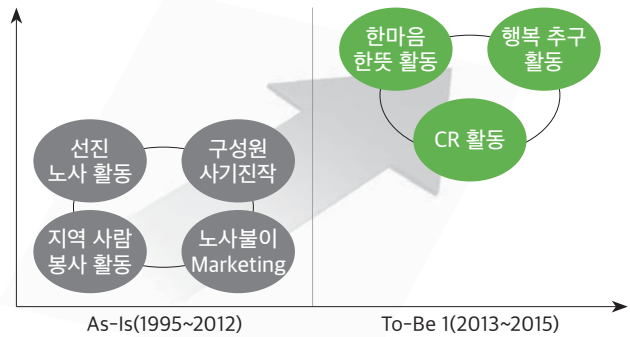 한마음
한뜻 활동
행복 추구
활동
CR 활동
선진
노사 활동
구성원
사기진작
지역 사람
봉사 활동
노사불이
Marketing
As-Is(1995~2012)
To-Be 1(2013~2015)